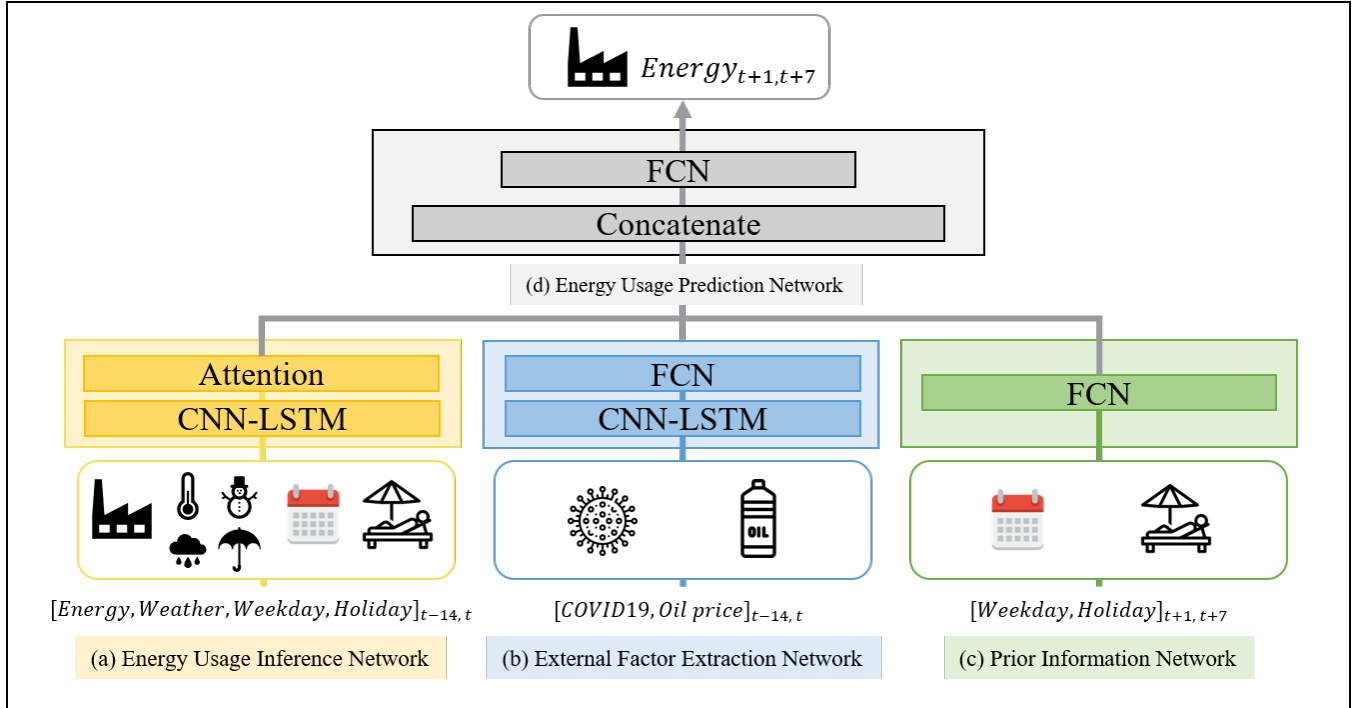 Energy_{t+1,t+7}
FCN
Concatenate
(d) Energy Usage Prediction Network
Attention
CNN-LSTM
FCN
CNN-LSTM
FCN
OIL
[Energy,Weather,Weekday,Holiday]_{t−14,t}
[COVID19,Oil price]_{t−14,t}
[Weekday,Holiday]_{t+1,t+7}
(a) Energy Usage Inference Network
(b) External Factor Extraction Network
(c) Prior Information Network